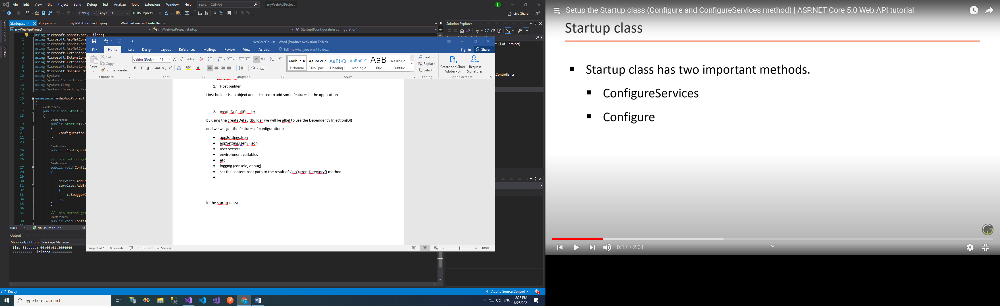 File Edit View Git Project Build Debug Test Analyze Tools Extensions Window Help Search (Ctrl+Q) myWebApiProject L
Debug Any CPU IIS Express Live Share
Startup.cs Program.cs myWebApiProject.csproj WeatherForecastController.cs
myWebApiProject myWebApiProject.Startup Startup(IConfiguration configuration)
Server Explorer
Toolbox
1 using Microsoft.AspNetCore.Builder;
2 using Microsoft.AspNetCore
3 using Microsoft.AspNetCore
4 using Microsoft.AspNetCore
5 using Microsoft.Extensions
6 using Microsoft.Extensions
7 using Microsoft.Extensions
8 using Microsoft.Extensions
9 using Microsoft.OpenApi.Mo
10 using System;
11 using System.Collections.G
12 using System.Linq;
13 using System.Threading.Tas
14
15 namespace myWebApiProject
16 {
2 references
17 public class Startup
18 {
0 references
19 public Startup(ICo
20 {
21 Configuration
22 }
23
1 reference
24 public IConfigurat
25
26 // This method get
0 references
27 public void Config
28 {
29
30 services.AddCo
31 services.AddSw
32 {
33 c.SwaggerD
34 });
35 }
36
37 // This method get
0 references
38 public void Config
100 % No issues found
Output
Show output from: Package Manager
Time Elapsed: 00:00:01.3064040
========== Finished ==========
Ready Add to Source Control 3
Solution Explorer
' (1 of 1 project)
Controller.cs
NetCoreCourse - Word (Product Activation Failed)
File Home Insert Design Layout References Mailings Review View Acrobat Tell me what you want to do... Sign in Share
Paste Cut Copy Format Painter
Clipboard
Calibri (Body) 11
Font
Paragraph
AaBbCcDc AaBbCcDc AaBbCc AaBbCcE AaB AaBbCcE
¶ Normal ¶ No Spac... Heading 1 Heading 2 Title Subtitle
Styles
Find Replace Select
Editing
Create and Share Adobe PDF Request Signatures
Adobe Acrobat
1. Host builder
Host builder is an object and it is used to add some features in the application
2. createDefaultBuilder
by using the createDefaultBuilder we will be albel to use the Dependency Injection(DI)
and we will get the features of configurations:
• appSettings.json
• appSettings.{env}.json
• user secrets
• environment variables
• etc
• logging (console, debug)
• set the content root path to the result of GetCurrentDirectory() method
•
in the starup class:
Page 1 of 1 85 words English (United States) 100%
Type here to search
ENG 2:28 PM
8/25/2021
Setup the Startup class (Configure and ConfigureServices method) | ASP.NET Core 5.0 Web API tutorial
Startup class
▪ Startup class has two important methods.
▪ ConfigureServices
▪ Configure
0:17 / 2:31